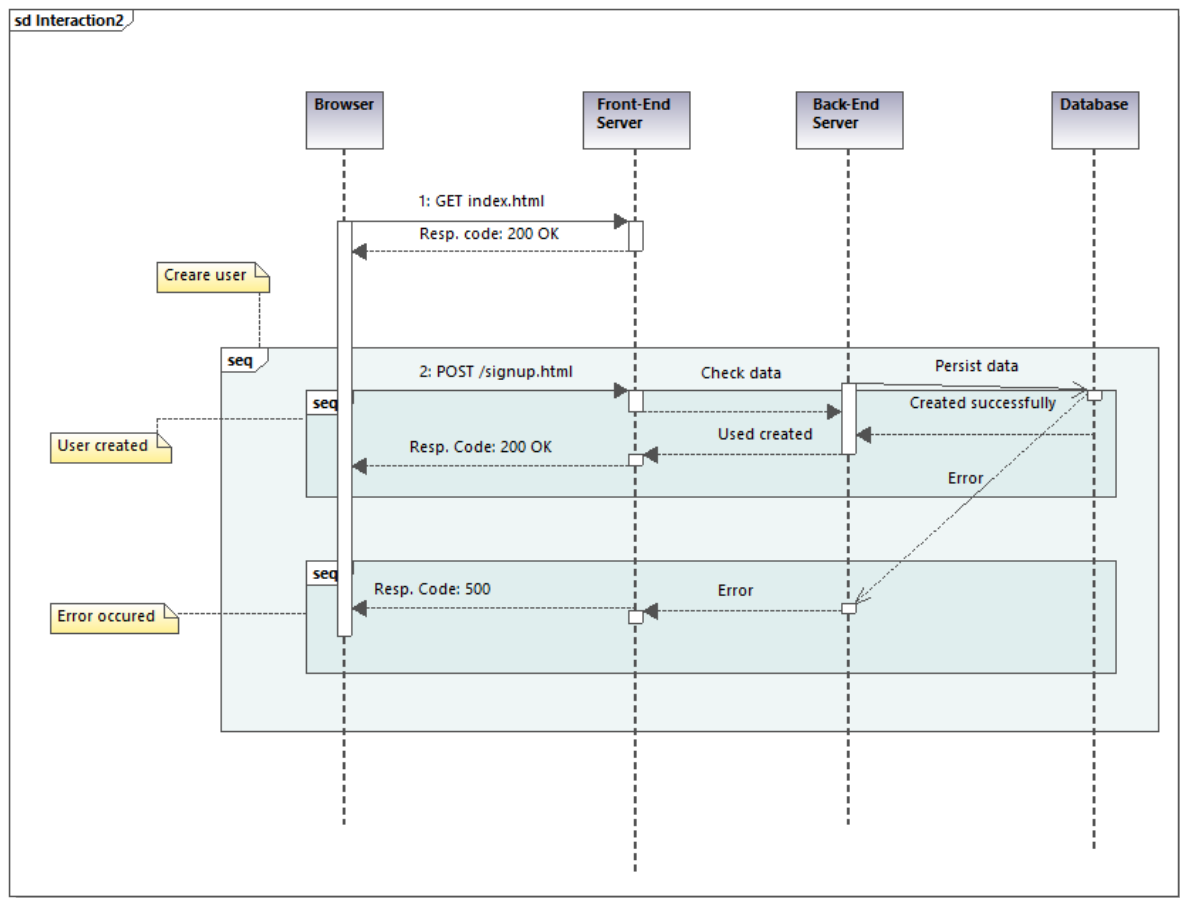 sd Interaction2
Browser
Front-End
Server
Back-End
Server
Database
1: GET index.html
Resp. code: 200 OK
Creare user
seq
2: POST /signup.html
Check data
Persist data
seq
Created successfully
User created
Resp. Code: 200 OK
Used created
Error
seq
Resp. Code: 500
Error
Error occured